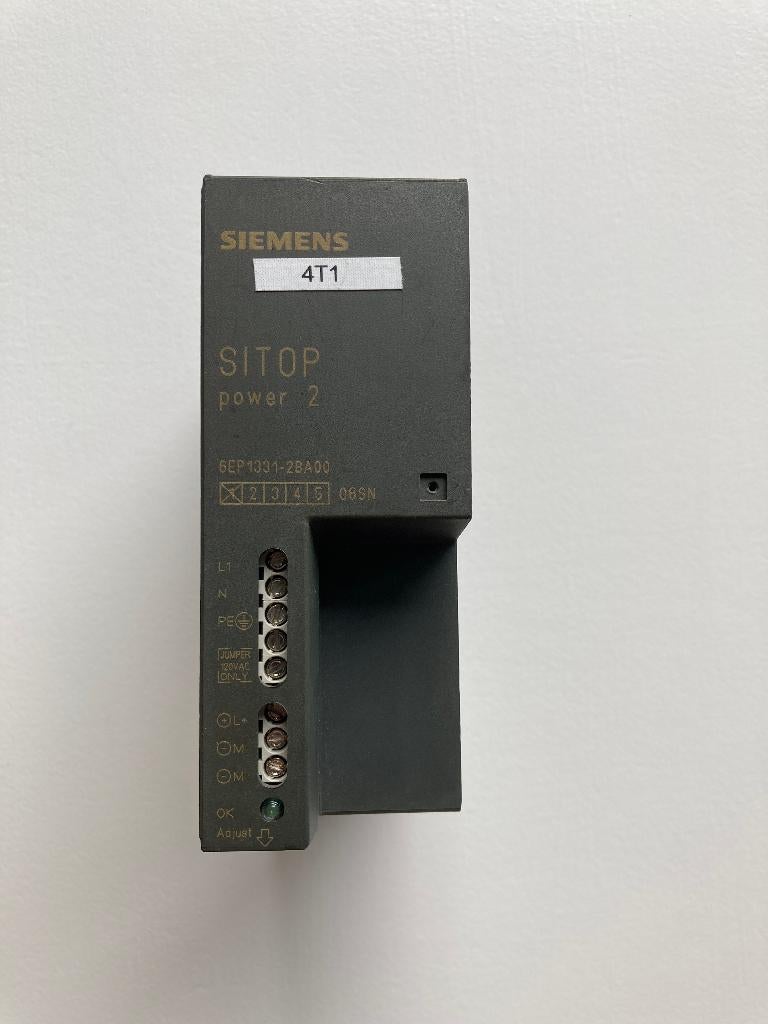 SIEMENS
4T1
SITOP
power 2
6EP1331-2BA00
1 2 3 4 5 06SN
L1
N
PE
JUMPER
120VAC
ONLY
+ L+
- M
- M
OK
Adjust